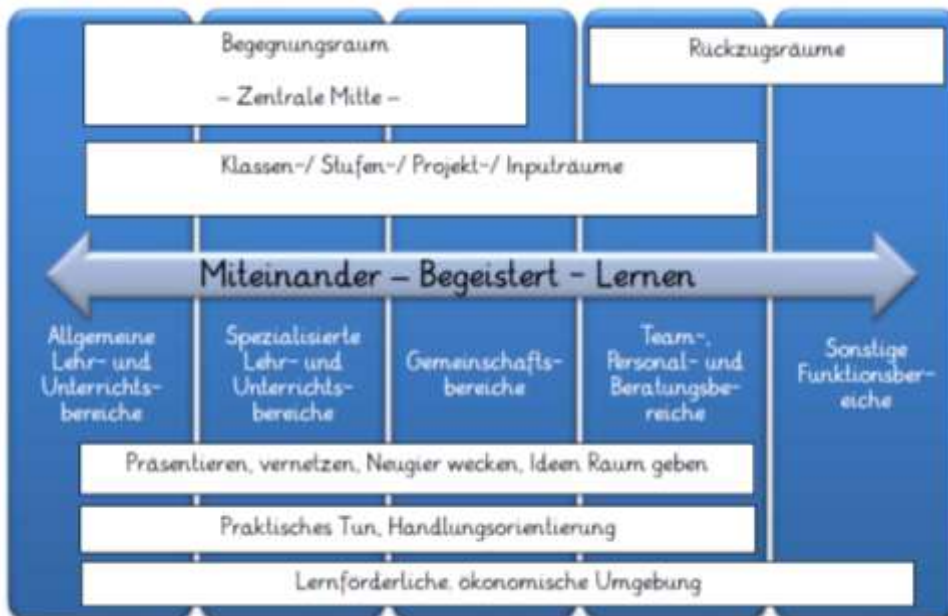 Begegnungsraum
– Zentrale Mitte –
Rückzugsräume
Klassen-/ Stufen-/ Projekt-/ Inputräume
Miteinander – Begeistert - Lernen
Allgemeine
Lehr- und
Unterrichts-
bereiche
Spezialisierte
Lehr- und
Unterrichts-
bereiche
Gemeinschafts-
bereiche
Team-,
Personal- und
Beratungsbe-
reiche
Sonstige
Funktionsber-
eiche
Präsentieren, vernetzen, Neugier wecken, Ideen Raum geben
Praktisches Tun, Handlungsorientierung
Lernförderliche, ökonomische Umgebung